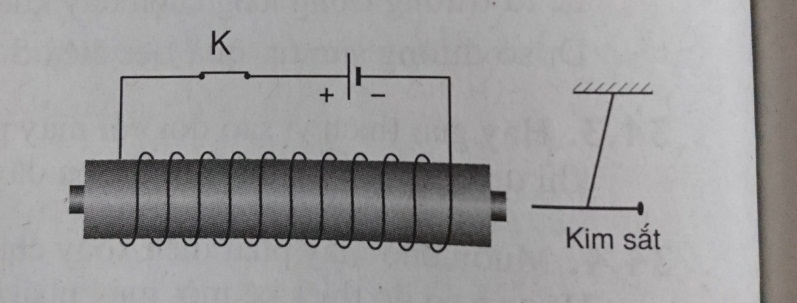 K
+ −
Kim sắt